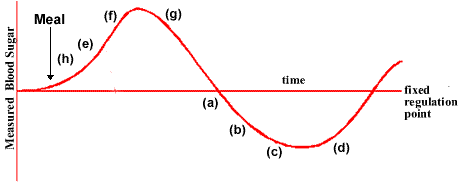 Meal
(f)
(g)
(e)
(h)
time
(a)
fixed
regulation
point
(b)
(c)
(d)
Measured Blood Sugar